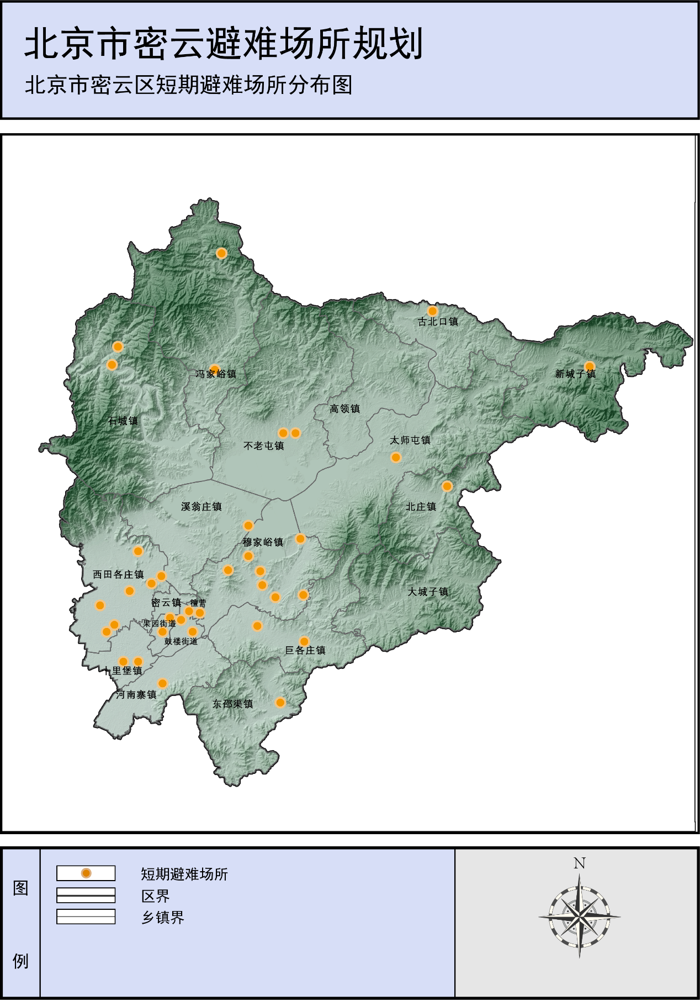 北京市密云避难场所规划
北京市密云区短期避难场所分布图
古北口镇
冯家峪镇
新城子镇
高领镇
石城镇
太师屯镇
不老屯镇
溪翁庄镇
北庄镇
穆家峪镇
西田各庄镇
大城子镇
密云镇
檀营
果园街道
鼓楼街道
巨各庄镇
十里堡镇
河南寨镇
东邵渠镇
图
例
短期避难场所
区界
乡镇界
N